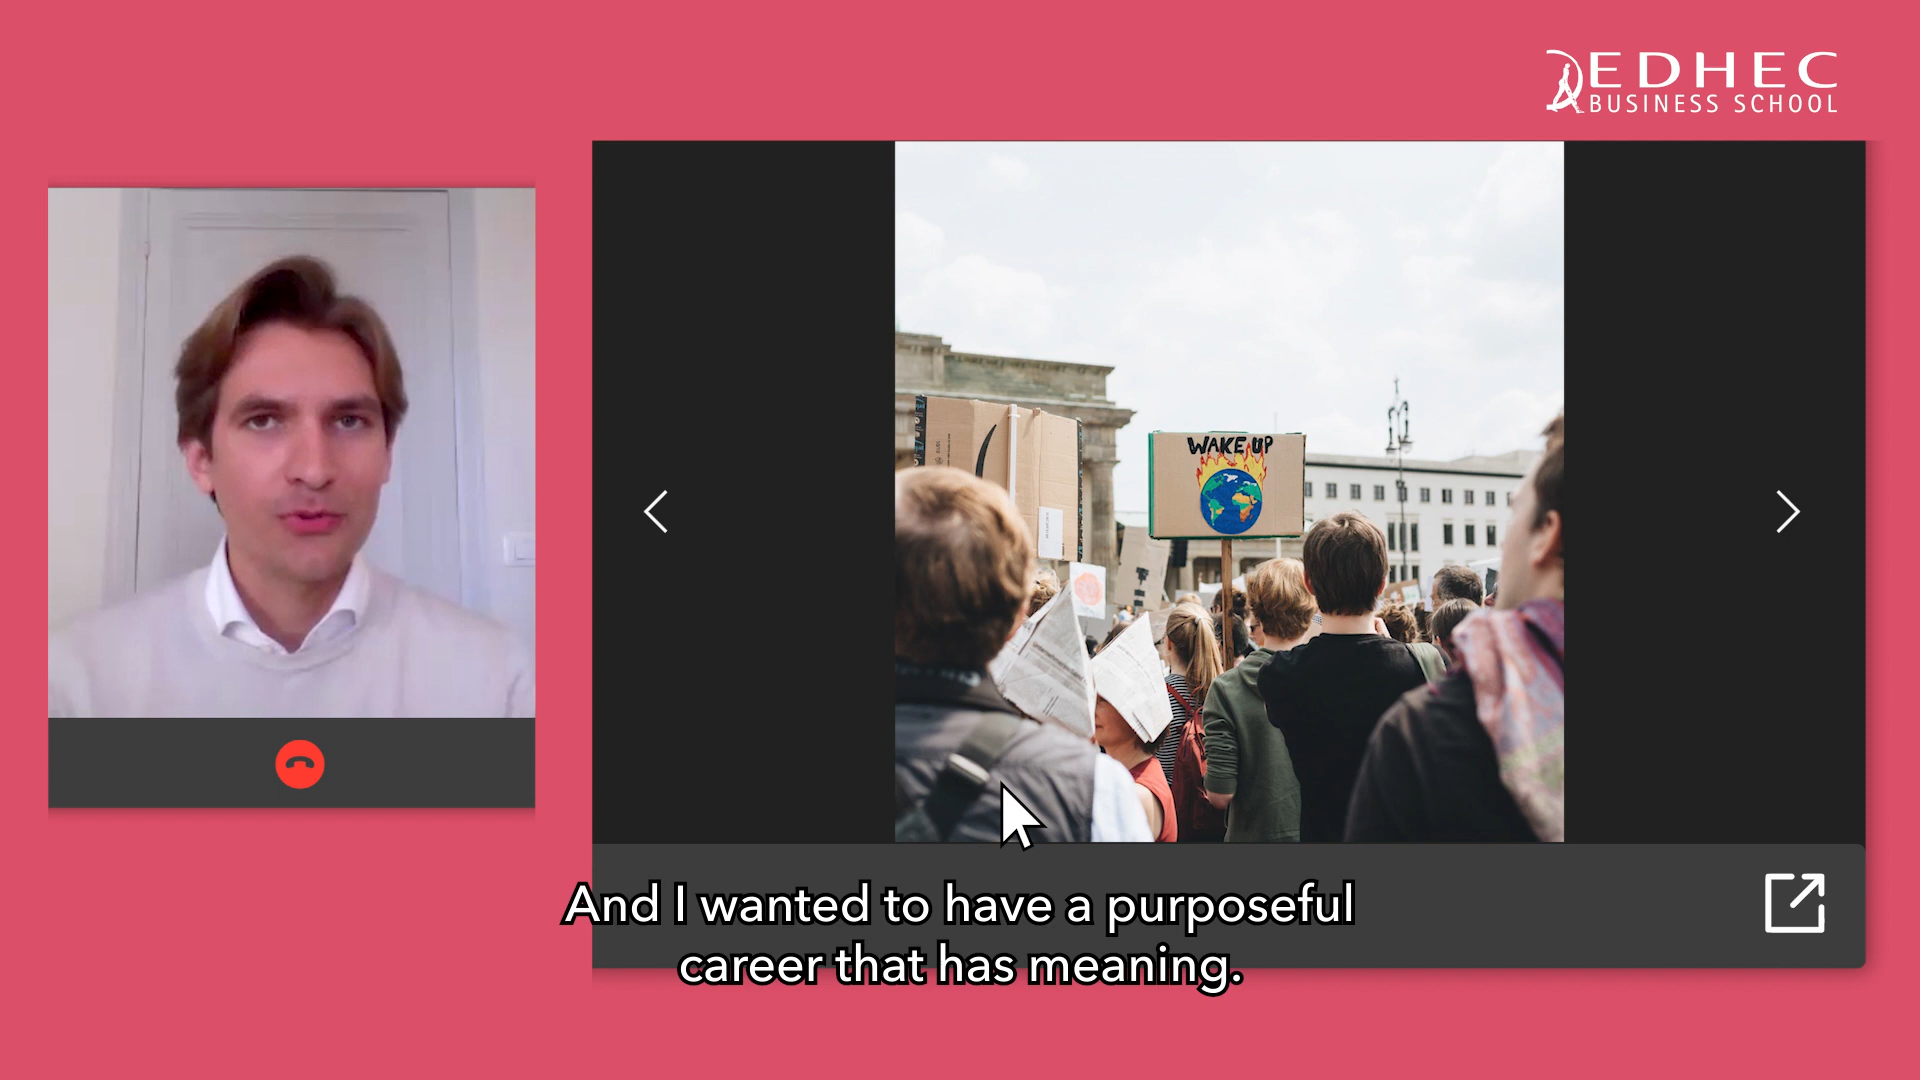 EDHEC
BUSINESS SCHOOL
WAKE UP
And I wanted to have a purposeful
career that has meaning.